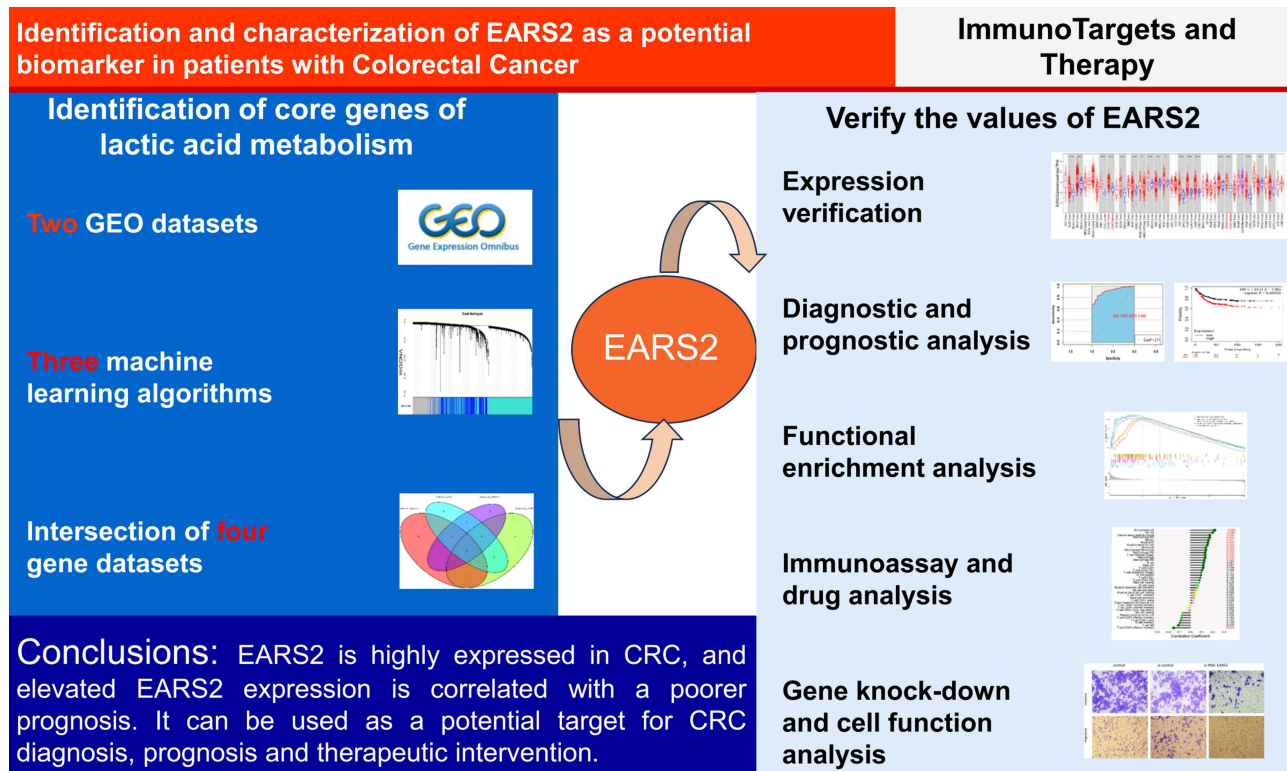 Identification and characterization of EARS2 as a potential
biomarker in patients with Colorectal Cancer
ImmunoTargets and
Therapy
Identification of core genes of
lactic acid metabolism
Two GEO datasets
GEO
Gene Expression Omnibus
Three machine
learning algorithms
Intersection of four
gene datasets
EARS2
Conclusions: EARS2 is highly expressed in CRC, and
elevated EARS2 expression is correlated with a poorer
prognosis. It can be used as a potential target for CRC
diagnosis, prognosis and therapeutic intervention.
Verify the values of EARS2
Expression
verification
Diagnostic and
prognostic analysis
Specificity
Probability
Expression
Functional
enrichment analysis
Immunoassay and
drug analysis
Correlation Coefficient
Gene knock-down
and cell function
analysis
control